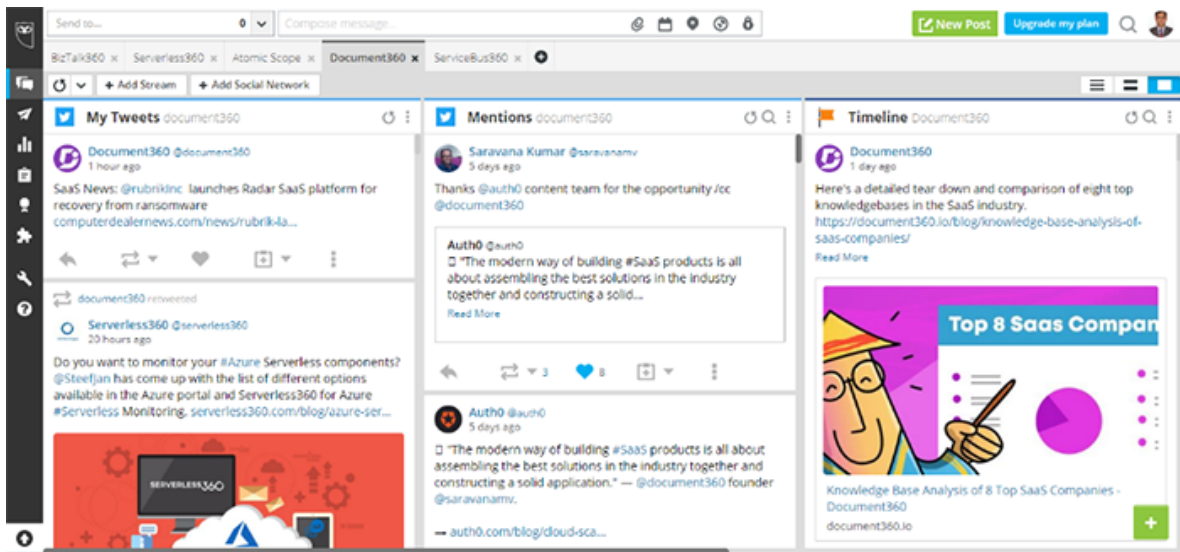 Send to... 0 Compose message... New Post Upgrade my plan
BizTalk360 x Serverless360 x Atomic Scope x Document360 x ServiceBus360 x
+ Add Stream + Add Social Network
My Tweets document360
Document360 @document360
1 hour ago
SaaS News: @rubrikInc launches Radar SaaS platform for
recovery from ransomware
computerdealernews.com/news/rubrik-la...
document360 retweeted
Serverless360 @serverless360
20 hours ago
Do you want to monitor your #Azure Serverless components?
@SteefJan has come up with the list of different options
available in the Azure portal and Serverless360 for Azure
#Serverless Monitoring. serverless360.com/blog/azure-ser...
SERVERLESS360
Mentions document360
Saravana Kumar @saravanamv
5 days ago
Thanks @auth0 content team for the opportunity /cc
@document360
Auth0 @auth0
"The modern way of building #SaaS products is all
about assembling the best solutions in the industry
together and constructing a solid...
Read More
3 8
Auth0 @auth0
5 days ago
"The modern way of building #SaaS products is all about
assembling the best solutions in the industry together and
constructing a solid application." — @document360 founder
@saravanamv.
— auth0.com/blog/cloud-sca...
Timeline Document360
Document360
1 day ago
Here's a detailed tear down and comparison of eight top
knowledgebases in the SaaS industry.
https://document360.io/blog/knowledge-base-analysis-of-
saas-companies/
Read More
Top 8 Saas Compan
Knowledge Base Analysis of 8 Top SaaS Companies -
Document360
document360.io